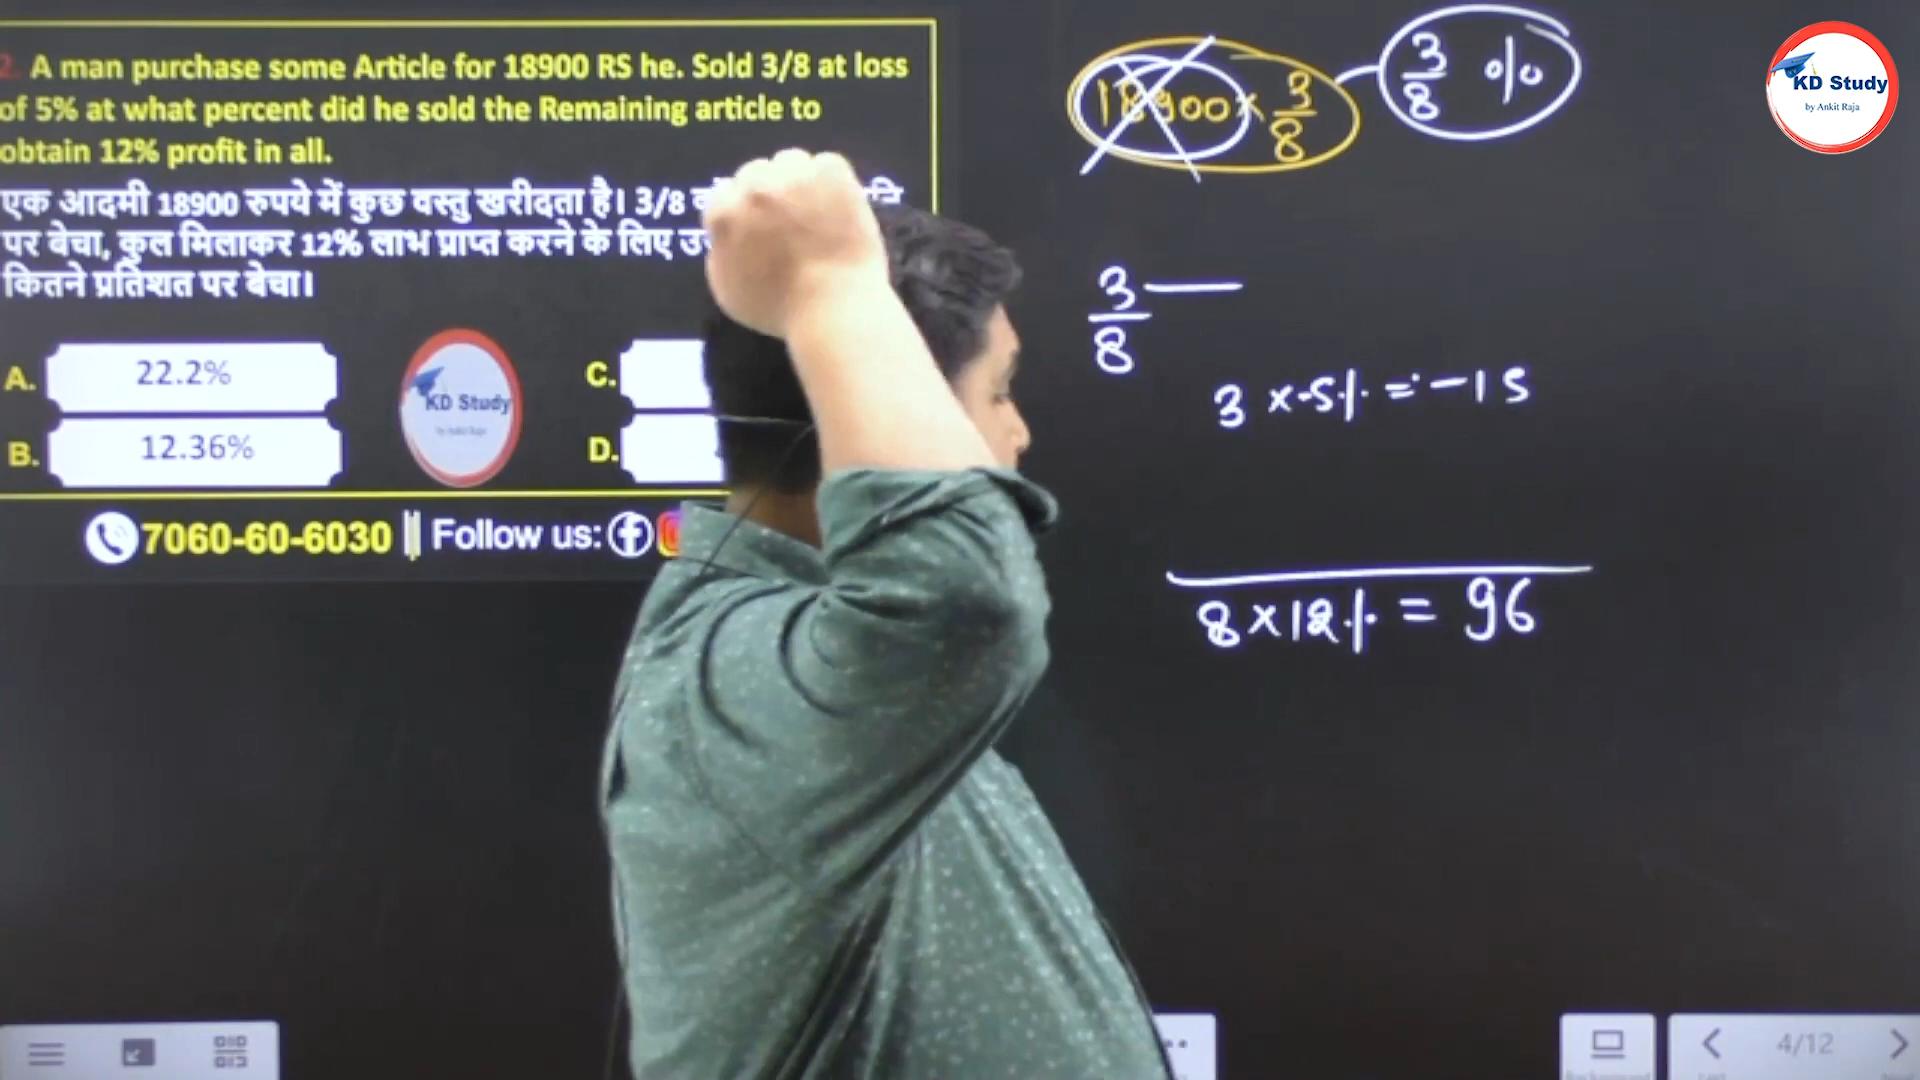 2. A man purchase some Article for 18900 RS he. Sold 3/8 at loss
of 5% at what percent did he sold the Remaining article to
obtain 12% profit in all.
एक आदमी 18900 रुपये में कुछ वस्तु खरीदता है। 3/8
पर बेचा, कुल मिलाकर 12% लाभ प्राप्त करने के लिए
कितने प्रतिशत पर बेचा।
A. 22.2%
B. 12.36%
C.
D.
KD Study
by Ankit Raja
7060-60-6030 || Follow us:
18900 × 3/8
3/8 %
3/8
3 × -5% = -15
8 × 12% = 96
KD Study
by Ankit Raja
4/12